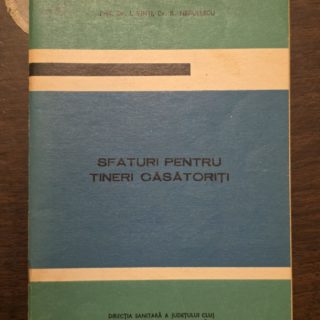 SFATURI PENTRU
TINERI CĂSĂTORIȚI
DIRECȚIA SANITARĂ A JUDEȚULUI CLUJ